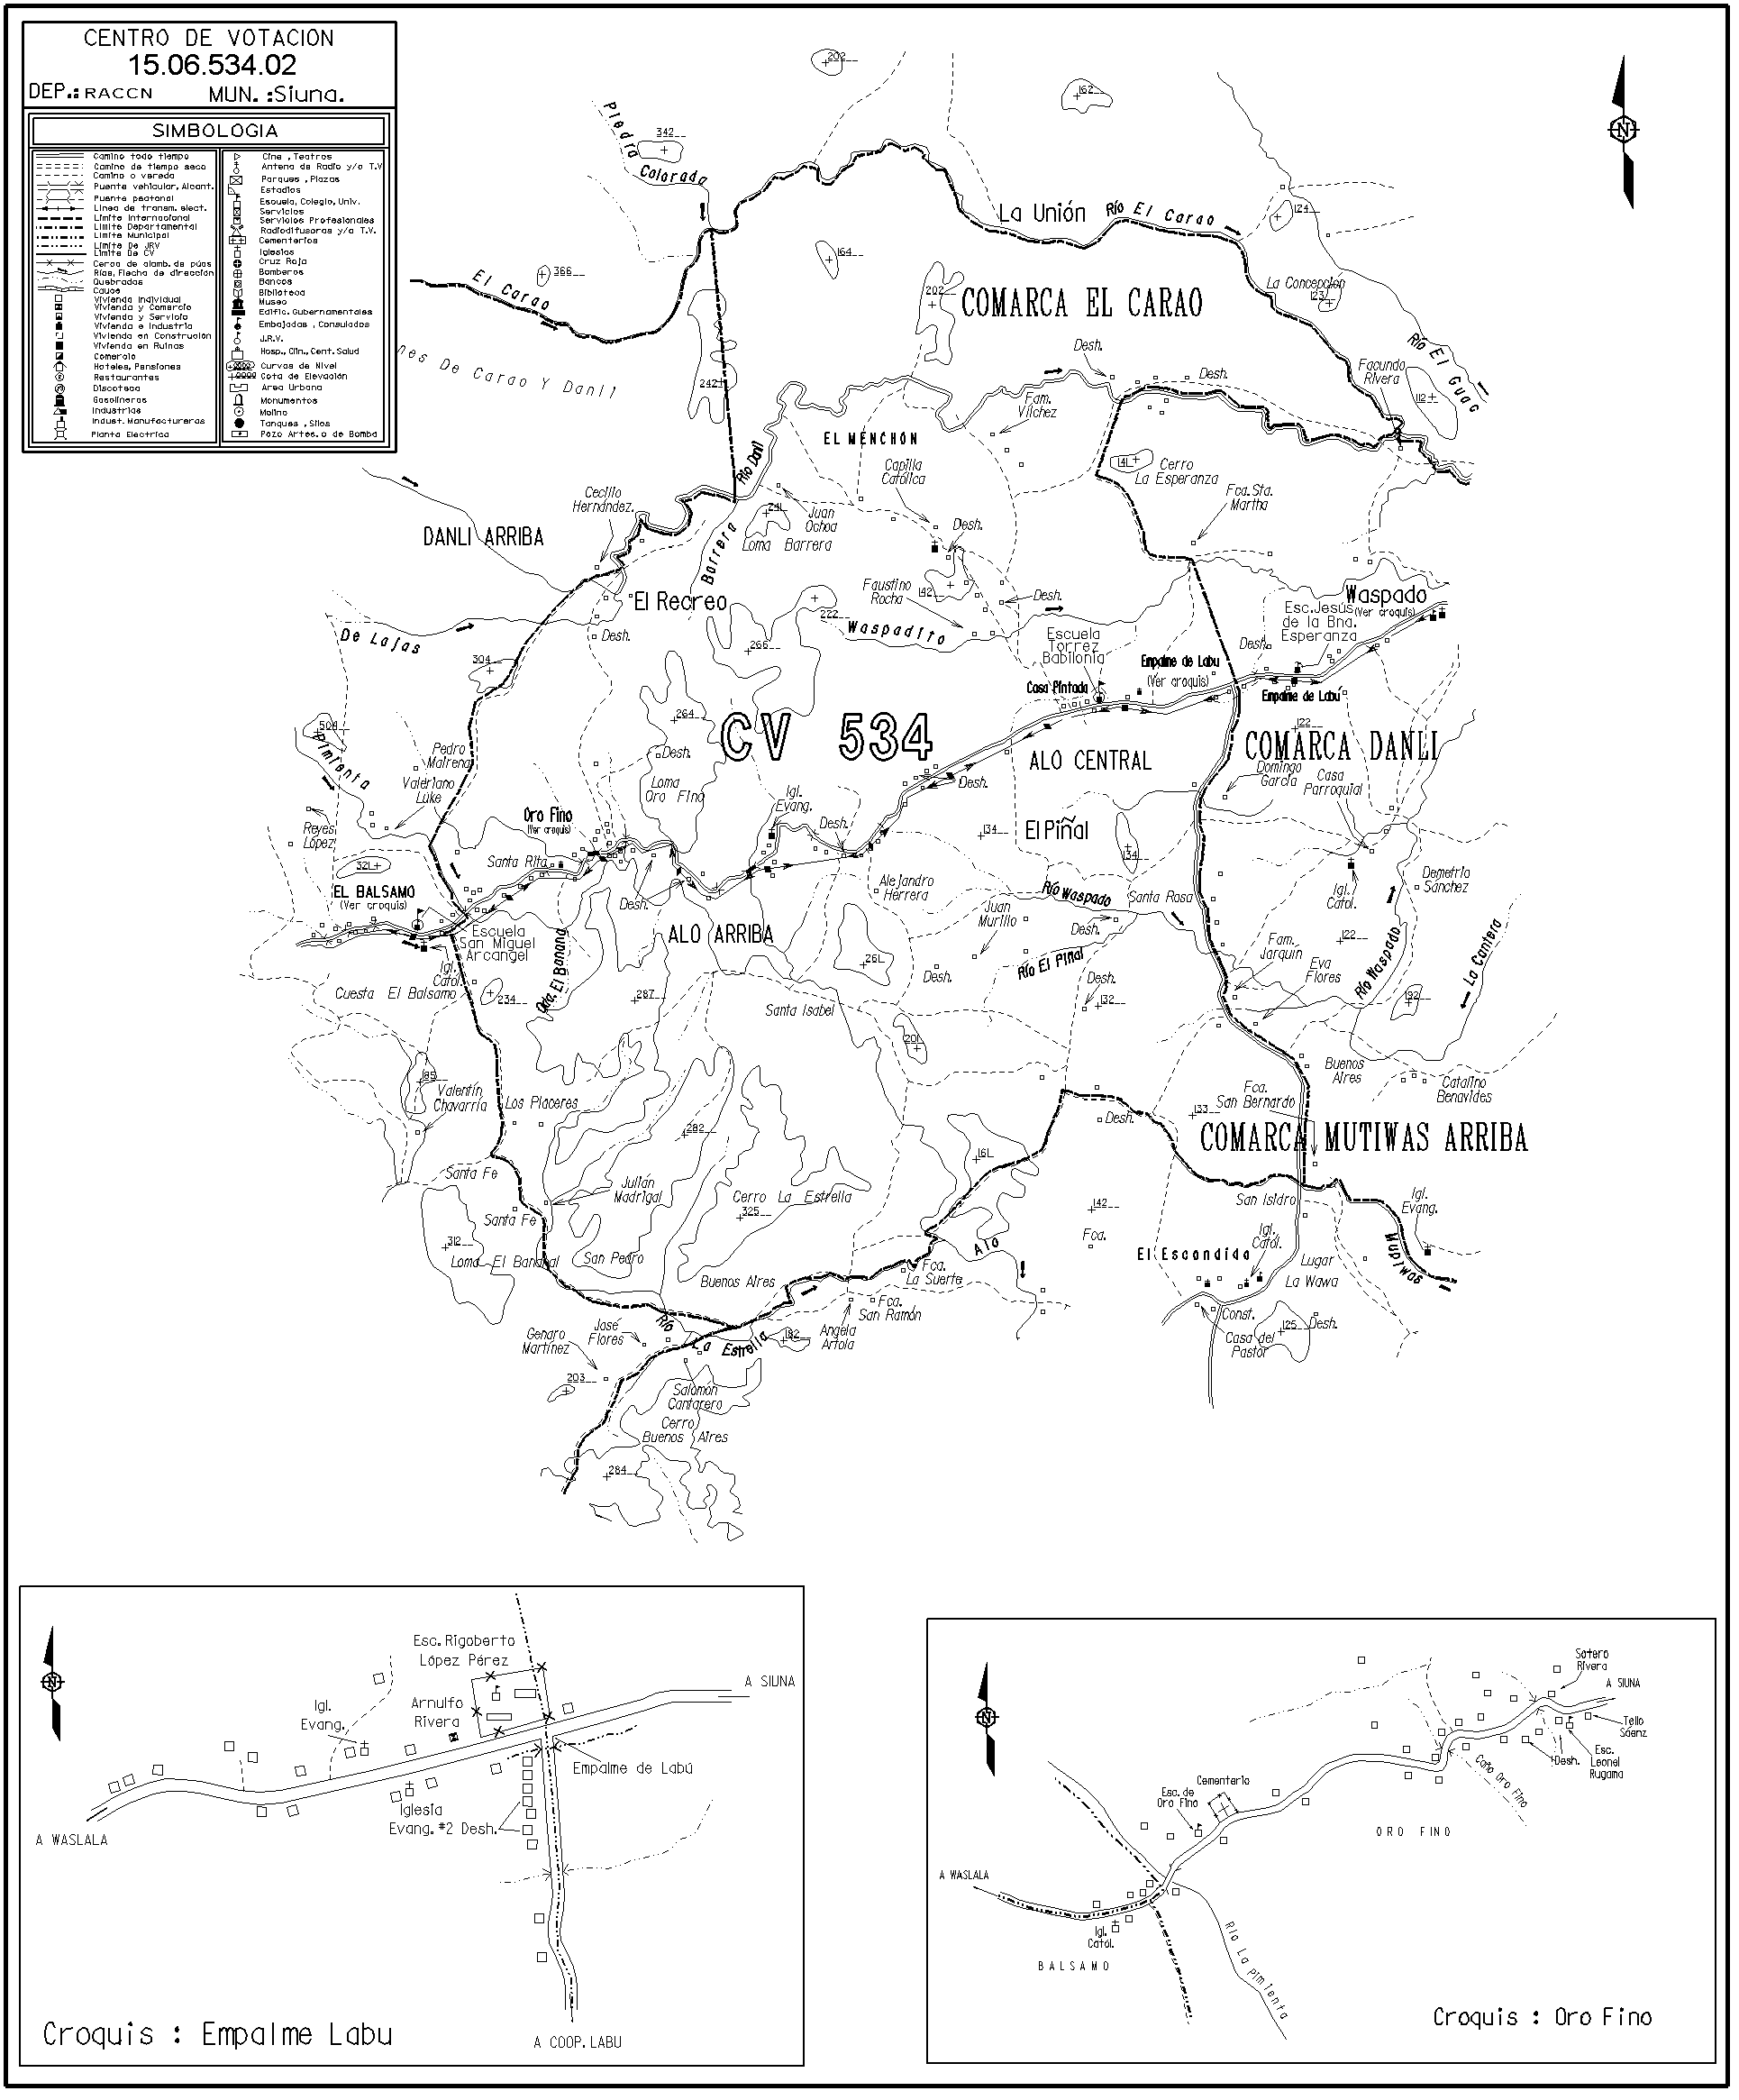 CENTRO DE VOTACION
15.06.534.02
DEP.: RACCN MUN. :Siuna.
SIMBOLOGIA
Camino todo tiempo
Camino de tiempo seco
Camino o vereda
Puente vehicular, Alcant.
Puente peatonal
Linea de transm. elect.
Limite Internacional
Limite Departamental
Limite Municipal
Limite De JRV
Limite De CV
Cerca de alamb. de púas
Ríos, Flecha de dirección
Quebradas
Cauce
Vivienda Individual
Vivienda y Comercio
Vivienda y Servicio
Vivienda e Industria
Vivienda en Construción
Vivienda en Ruinas
Comercio
Hoteles, Pensiones
Restaurantes
Discoteca
Gasolineras
Industrias
Indust. Manufactureras
Planta Electrica
Cine , Teatros
Antena de Radio y/o T.V
Parques , Plazas
Estadios
Escuela, Colegio, Univ.
Servicios
Servicios Profesionales
Radiodifusoras y/o T.V.
Cementerios
Iglesias
Cruz Roja
Bomberos
Bancos
Biblioteca
Museo
Edific. Gubernamentales
Embajadas , Consulados
J.R.V.
Hosp., Clin., Cent. Salud
Curvas de Nivel
Cota de Elevación
Area Urbana
Monumentos
Molino
Tanques , Silos
Pozo Artes. o de Bomba
N
202
162
Piedra
Colorada
342
La Unión
Río El Carao
124
164
366
El Carao
La Concepcion
123
202
COMARCA EL CARAO
Río El Guac
nes De Carao Y Danlí
242
Desh.
Desh.
Facundo
Rivera
112
Fam.
Vilchez
EL MENCHON
Río Danlí
Capilla
Católica
141
Cerro
La Esperanza
Fca. Sta.
Martha
Cecilio
Hernández.
Juan
Ochoa
241
Loma Barrera
Barrera
Desh.
DANLI ARRIBA
El Recreo
Faustino
Rocha
142
Desh.
222
Waspadito
Waspado
(Ver croquis)
Esc. Jesús
de la Bna.
Esperanza
De Lajas
Desh.
266
304
Escuela
Torrez
Babilonia
Empalme de Labu
(Ver croquis)
Desh.
Casa Pintada
Empalme de Labú
504
Pimienta
264
CV 534
122
COMARCA DANLI
Pedro
Mairena
Valeriano
Luke
Desh.
Loma
Oro Fino
ALO CENTRAL
Domingo
García
Casa
Parroquial
Desh.
Igl.
Evang.
Desh.
Oro Fino
(Ver croquis)
Reyes
López
134
El Piñal
134
321
Santa Rita
EL BALSAMO
(Ver croquis)
Alejandro
Herrera
Río Waspado
Santa Rosa
Igl.
Catol.
Demetrio
Sánchez
Desh.
Juan
Murillo
Desh.
Escuela
San Miguel
Arcangel
ALO ARRIBA
Qda. El Banano
Igl.
Catol.
261
Desh.
Río El Piñal
Fam.
Jarquin
122
Eva
Flores
Río Waspado
La Cantera
Cuesta El Balsamo
234
287
Desh.
132
192
Santa Isabel
201
185
Valentín
Chavarría
Los Placeres
Buenos
Aires
Catalino
Benavides
Fca.
San Bernardo
133
Desh.
COMARCA MUTIWAS ARRIBA
282
161
Santa Fe
Julián
Madrigal
Cerro La Estrella
325
San Isidro
Igl.
Evang.
Santa Fe
142
Fca.
312
Loma El Bananal
San Pedro
Alo
El Escondido
Igl.
Catol.
Lugar
La Wawa
Mutiwas
Buenos Aires
Fca.
La Suerte
Fca.
San Ramón
Angela
Artola
Const.
Casa del
Pastor
125
Desh.
José
Flores
Genaro
Martínez
Río
La Estrella
182
203
Salomón
Cantarero
Cerro
Buenos Aires
284
N
Esc. Rigoberto
López Pérez
A SIUNA
Igl.
Evang.
Arnulfo
Rivera
Empalme de Labú
Iglesia
Evang. #2 Desh.
A WASLALA
A COOP. LABU
Croquis : Empalme Labu
N
Sotero
Rivera
A SIUNA
Tello
Sáenz
Desh.
Esc.
Leonel
Rugama
Caño Oro Fino
Cementerio
Esc. de
Oro Fino
ORO FINO
A WASLALA
Igl.
Catol.
BALSAMO
Río La Pimienta
Croquis : Oro Fino